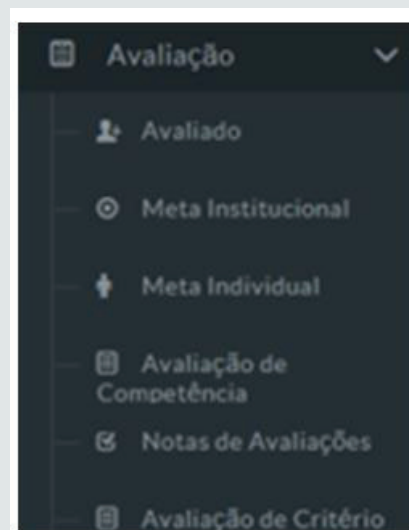 Avaliação
Avaliado
Meta Institucional
Meta Individual
Avaliação de
Competência
Notas de Avaliações
Avaliação de Critério